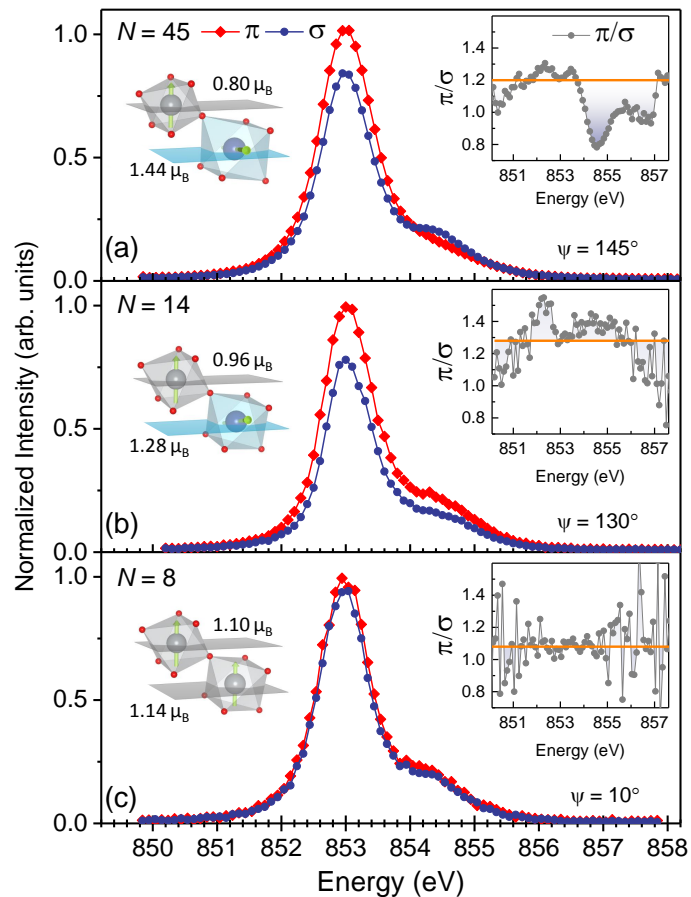 Normalized Intensity (arb. units)
1.0
0.5
0.0
N = 45
π
σ
0.80 μB
1.44 μB
(a)
ψ = 145°
π/σ
π/σ
1.4
1.2
1.0
0.8
851 853 855 857
Energy (eV)
1.0
0.5
0.0
N = 14
0.96 μB
1.28 μB
(b)
ψ = 130°
π/σ
1.4
1.2
1.0
0.8
851 853 855 857
Energy (eV)
1.0
0.5
0.0
N = 8
1.10 μB
1.14 μB
(c)
ψ = 10°
π/σ
1.4
1.2
1.0
0.8
851 853 855 857
Energy (eV)
850 851 852 853 854 855 856 857 858
Energy (eV)